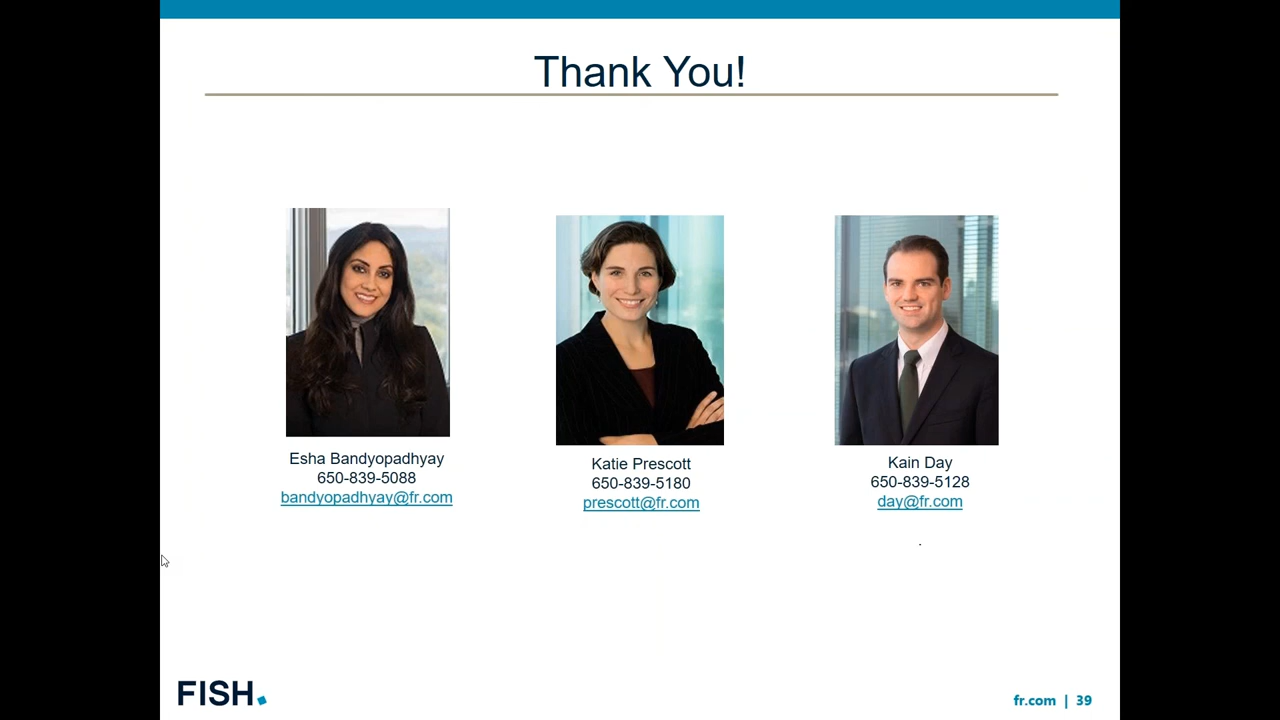 Thank You!
Esha Bandyopadhyay
650-839-5088
bandyopadhyay@fr.com
Katie Prescott
650-839-5180
prescott@fr.com
Kain Day
650-839-5128
day@fr.com
.
FISH.
fr.com | 39